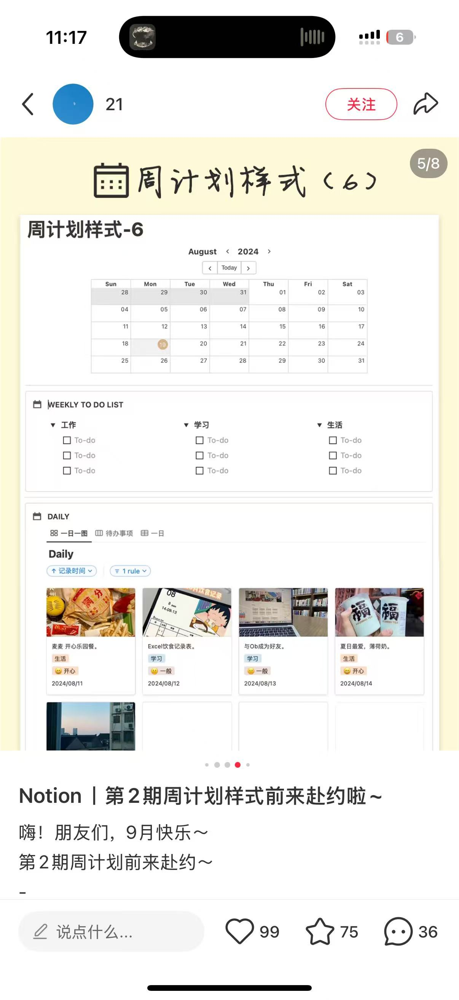 11:17
6
21
关注
5/8
周计划样式（6）
周计划样式-6
August < 2024 >
< Today >
Sun Mon Tue Wed Thu Fri Sat
28 29 30 31 01 02 03
04 05 06 07 08 09 10
11 12 13 14 15 16 17
18 19 20 21 22 23 24
25 26 27 28 29 30 31
WEEKLY TO DO LIST
工作 学习 生活
To-do To-do To-do
To-do To-do To-do
To-do To-do To-do
DAILY
一日一图 待办事项 一日
Daily
记录时间 1 rule
满分
08
8月饮食记录
14:09:13
福 福
麦麦 开心乐园餐。 Excel饮食记录表。 与Ob成为好友。 夏日最爱，薄荷奶。
生活 学习 学习 生活
开心 一般 一般 开心
2024/08/11 2024/08/12 2024/08/13 2024/08/14
Notion｜第2期周计划样式前来赴约啦~
嗨！朋友们，9月快乐～
第2期周计划前来赴约～
-
说点什么... 99 75 36